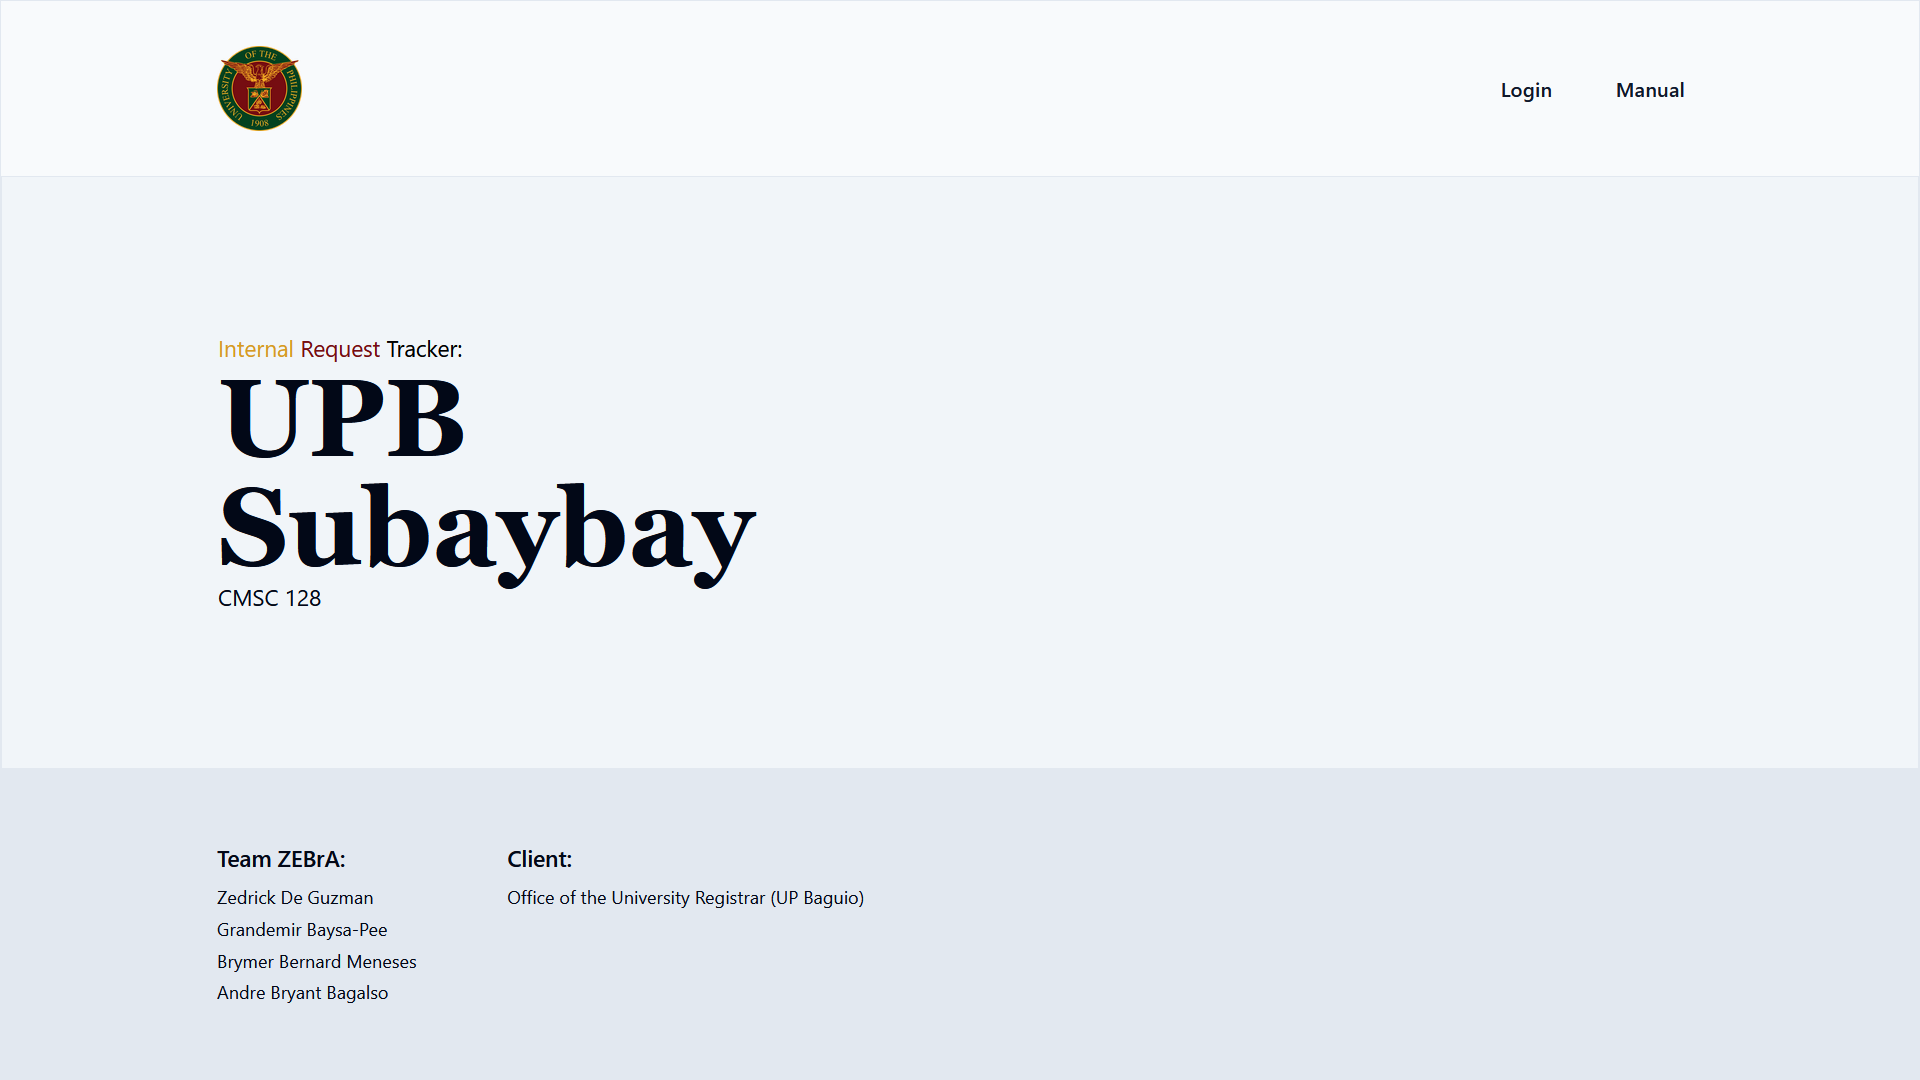 UNIVERSITY OF THE PHILIPPINES
1908
Login
Manual
Internal Request Tracker:
UPB
Subaybay
CMSC 128
Team ZEBrA:
Zedrick De Guzman
Grandemir Baysa-Pee
Brymer Bernard Meneses
Andre Bryant Bagalso
Client:
Office of the University Registrar (UP Baguio)